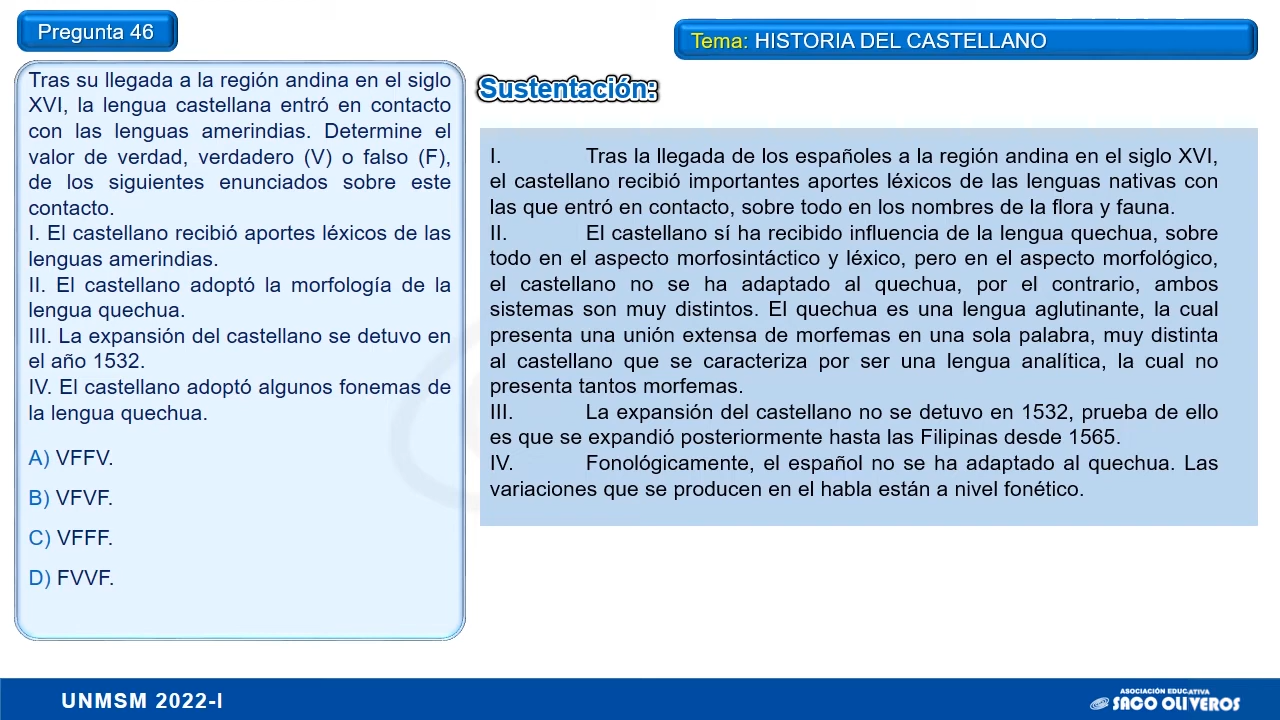 Pregunta 46
Tema: HISTORIA DEL CASTELLANO
Tras su llegada a la región andina en el siglo
XVI, la lengua castellana entró en contacto
con las lenguas amerindias. Determine el
valor de verdad, verdadero (V) o falso (F),
de los siguientes enunciados sobre este
contacto.
I. El castellano recibió aportes léxicos de las
lenguas amerindias.
II. El castellano adoptó la morfología de la
lengua quechua.
III. La expansión del castellano se detuvo en
el año 1532.
IV. El castellano adoptó algunos fonemas de
la lengua quechua.
A) VFFV.
B) VFVF.
C) VFFF.
D) FVVF.
Sustentación:
I. Tras la llegada de los españoles a la región andina en el siglo XVI,
el castellano recibió importantes aportes léxicos de las lenguas nativas con
las que entró en contacto, sobre todo en los nombres de la flora y fauna.
II. El castellano sí ha recibido influencia de la lengua quechua, sobre
todo en el aspecto morfosintáctico y léxico, pero en el aspecto morfológico,
el castellano no se ha adaptado al quechua, por el contrario, ambos
sistemas son muy distintos. El quechua es una lengua aglutinante, la cual
presenta una unión extensa de morfemas en una sola palabra, muy distinta
al castellano que se caracteriza por ser una lengua analítica, la cual no
presenta tantos morfemas.
III. La expansión del castellano no se detuvo en 1532, prueba de ello
es que se expandió posteriormente hasta las Filipinas desde 1565.
IV. Fonológicamente, el español no se ha adaptado al quechua. Las
variaciones que se producen en el habla están a nivel fonético.
UNMSM 2022-I
ASOCIACIÓN EDUCATIVA
SACO OLIVEROS